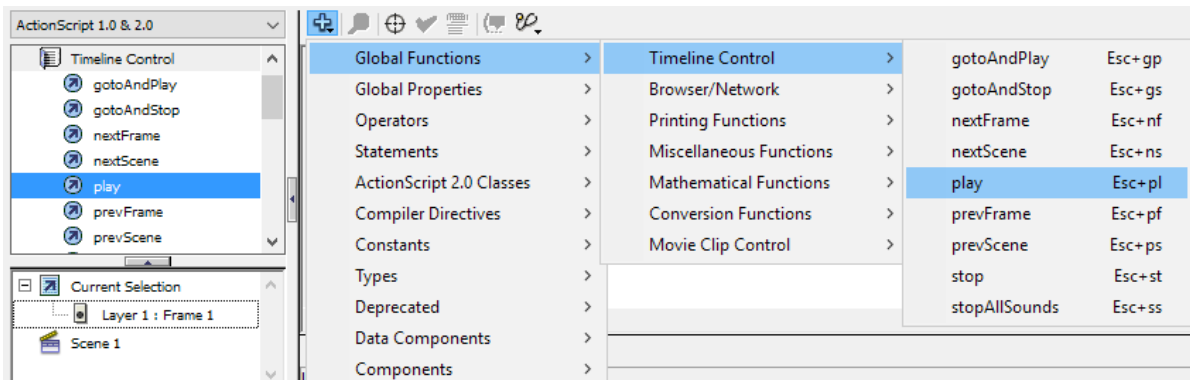 ActionScript 1.0 & 2.0
Timeline Control
gotoAndPlay
gotoAndStop
nextFrame
nextScene
play
prevFrame
prevScene
Current Selection
Layer 1 : Frame 1
Scene 1
Global Functions
Global Properties
Operators
Statements
ActionScript 2.0 Classes
Compiler Directives
Constants
Types
Deprecated
Data Components
Components
Timeline Control
Browser/Network
Printing Functions
Miscellaneous Functions
Mathematical Functions
Conversion Functions
Movie Clip Control
gotoAndPlay Esc+gp
gotoAndStop Esc+gs
nextFrame Esc+nf
nextScene Esc+ns
play Esc+pl
prevFrame Esc+pf
prevScene Esc+ps
stop Esc+st
stopAllSounds Esc+ss